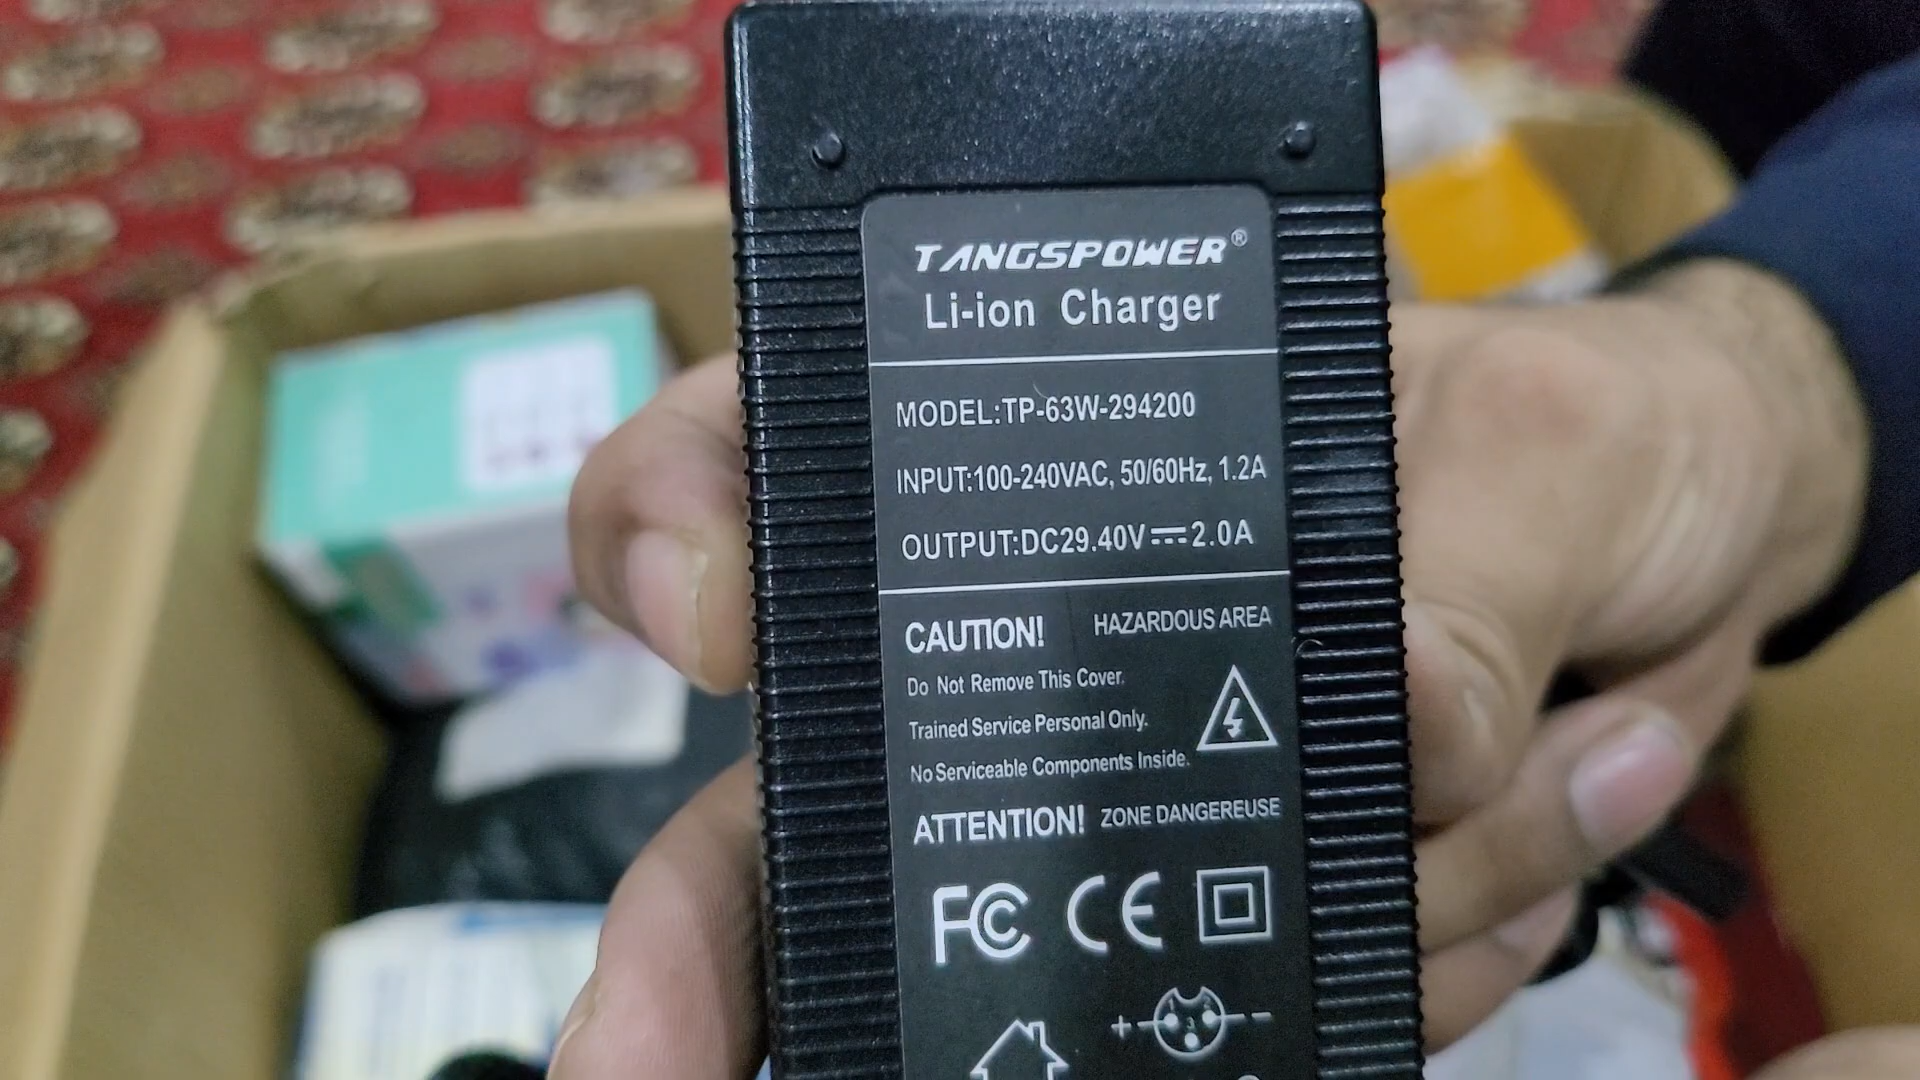 TANGSPOWER®
Li-ion Charger
MODEL:TP-63W-294200
INPUT:100-240VAC, 50/60Hz, 1.2A
OUTPUT:DC29.40V⎓2.0A
CAUTION! HAZARDOUS AREA
Do Not Remove This Cover.
Trained Service Personal Only.
No Serviceable Components Inside.
ATTENTION! ZONE DANGEREUSE
FC CE
+ -